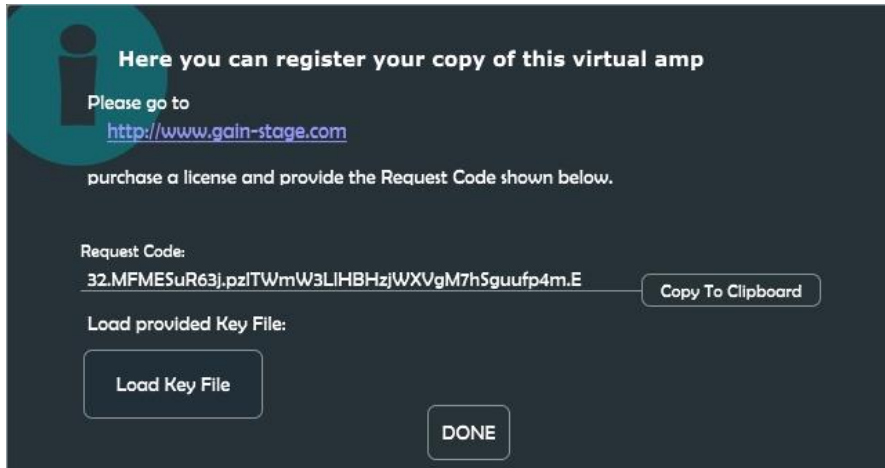 Here you can register your copy of this virtual amp
Please go to
http://www.gain-stage.com
purchase a license and provide the Request Code shown below.
Request Code:
32.MFMESuR63j.pzlTWmW3LlHBHzjWXVgM7hSguufp4m.E
Copy To Clipboard
Load provided Key File:
Load Key File
DONE